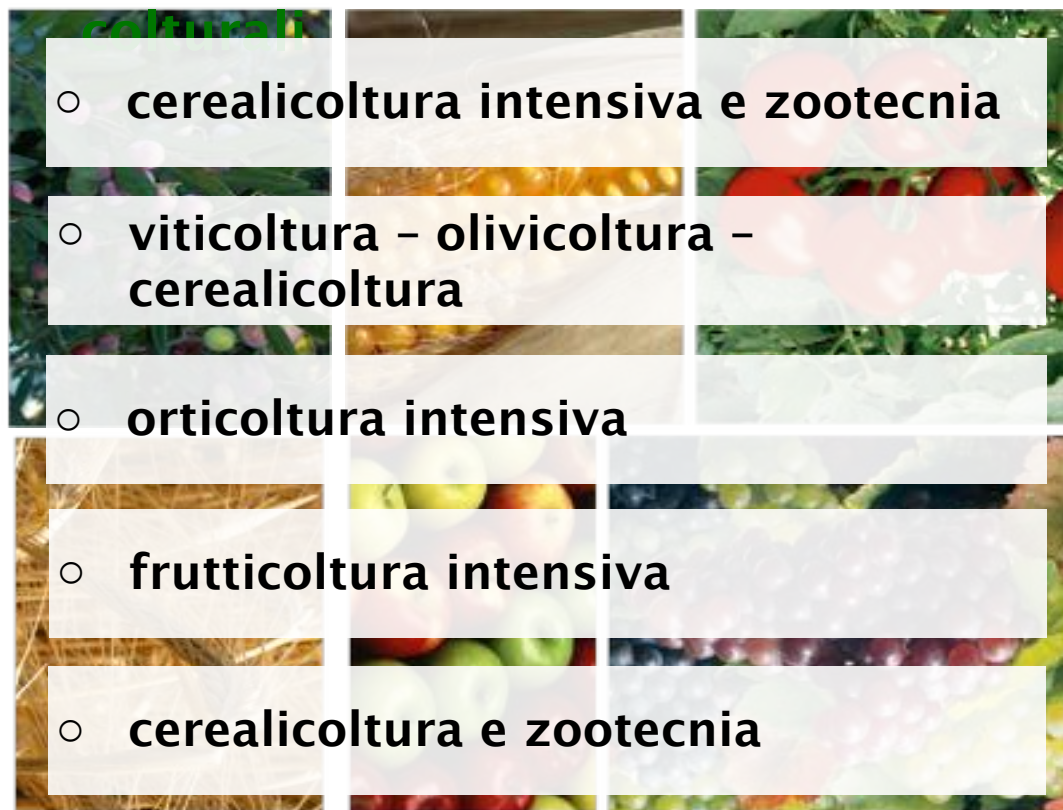 colturali
○ cerealicoltura intensiva e zootecnia
○ viticoltura – olivicoltura –
cerealicoltura
○ orticoltura intensiva
○ frutticoltura intensiva
○ cerealicoltura e zootecnia